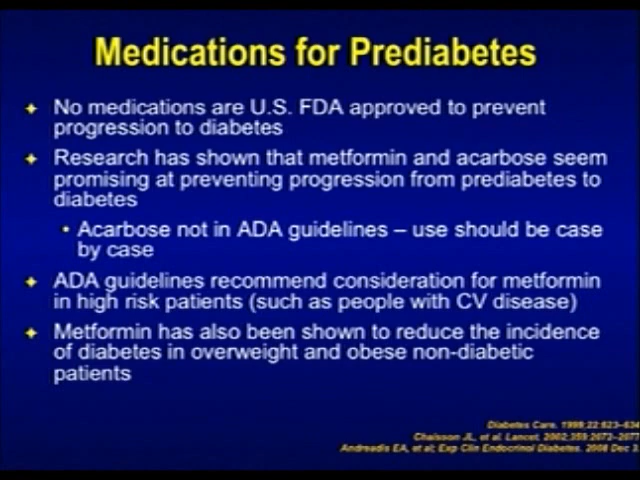 Medications for Prediabetes
No medications are U.S. FDA approved to prevent
progression to diabetes
Research has shown that metformin and acarbose seem
promising at preventing progression from prediabetes to
diabetes
• Acarbose not in ADA guidelines – use should be case
by case
ADA guidelines recommend consideration for metformin
in high risk patients (such as people with CV disease)
Metformin has also been shown to reduce the incidence
of diabetes in overweight and obese non-diabetic
patients
Diabetes Care. 1999;22:623–634
Chaisson JL, et al. Lancet. 2002;359:2072–2077
Andreadis EA, et al; Exp Clin Endocrinol Diabetes. 2008 Dec 3.